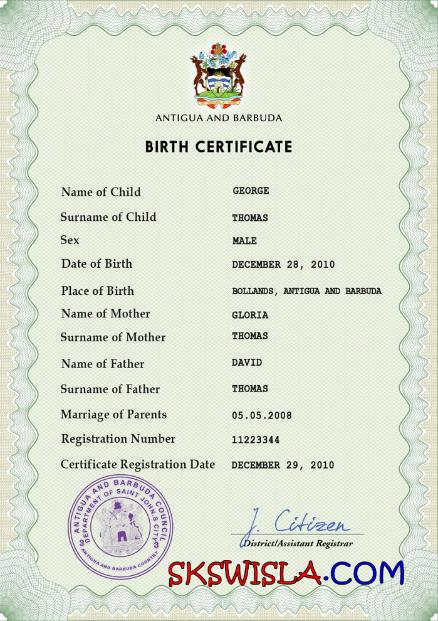 ANTIGUA AND BARBUDA
BIRTH CERTIFICATE
Name of Child GEORGE
Surname of Child THOMAS
Sex MALE
Date of Birth DECEMBER 28, 2010
Place of Birth BOLLANDS, ANTIGUA AND BARBUDA
Name of Mother GLORIA
Surname of Mother THOMAS
Name of Father DAVID
Surname of Father THOMAS
Marriage of Parents 05.05.2008
Registration Number 11223344
Certificate Registration Date DECEMBER 29, 2010
ANTIGUA AND BARBUDA COUNCIL
DEPARTMENT OF SAINT JOHN,S CITY
ANTIGUA AND BARBUDA COUNTRY
J. Citizen
District/Assistant Registrar
SKSWISLA.COM